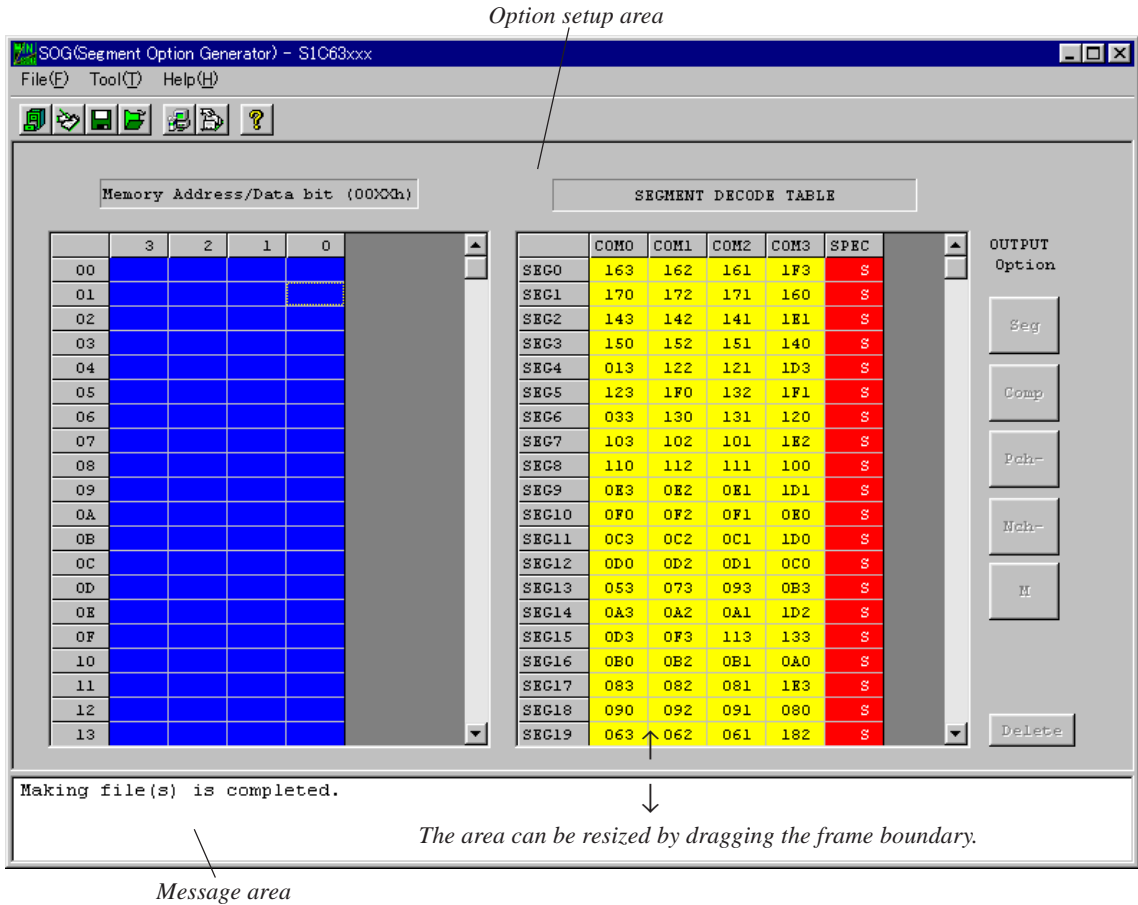 Option setup area
SOG(Segment Option Generator) - S1C63xxx
File(F) Tool(T) Help(H)
Memory Address/Data bit (00XXh)
SEGMENT DECODE TABLE
3 2 1 0
COM0 COM1 COM2 COM3 SPEC
OUTPUT
Option
00
01
02
03
04
05
06
07
08
09
0A
0B
0C
0D
0E
0F
10
11
12
13
SEG0 163 162 161 1F3 S
SEG1 170 172 171 160 S
SEG2 143 142 141 1E1 S
SEG3 150 152 151 140 S
SEG4 013 122 121 1D3 S
SEG5 123 1F0 132 1F1 S
SEG6 033 130 131 120 S
SEG7 103 102 101 1E2 S
SEG8 110 112 111 100 S
SEG9 0E3 0E2 0E1 1D1 S
SEG10 0F0 0F2 0F1 0E0 S
SEG11 0C3 0C2 0C1 1D0 S
SEG12 0D0 0D2 0D1 0C0 S
SEG13 053 073 093 0B3 S
SEG14 0A3 0A2 0A1 1D2 S
SEG15 0D3 0F3 113 133 S
SEG16 0B0 0B2 0B1 0A0 S
SEG17 083 082 081 1E3 S
SEG18 090 092 091 080 S
SEG19 063 062 061 182 S
Seg
Comp
Pch-
Nch-
M
Delete
Making file(s) is completed.
The area can be resized by dragging the frame boundary.
Message area